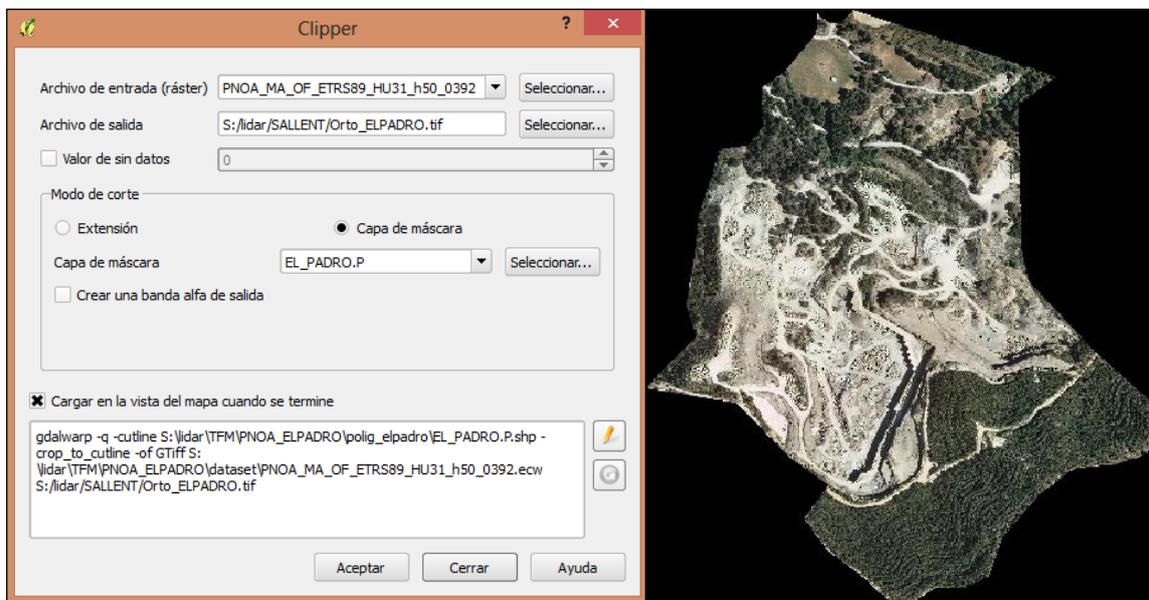 Clipper
?
×
Archivo de entrada (ráster) PNOA_MA_OF_ETRS89_HU31_h50_0392 Seleccionar...
Archivo de salida S:/lidar/SALLENT/Orto_ELPADRO.tif Seleccionar...
Valor de sin datos 0
Modo de corte
Extensión Capa de máscara
Capa de máscara EL_PADRO.P Seleccionar...
Crear una banda alfa de salida
Cargar en la vista del mapa cuando se termine
gdalwarp -q -cutline S:\lidar\TFM\PNOA_ELPADRO\polig_elpadro\EL_PADRO.P.shp -
crop_to_cutline -of GTiff S:
\lidar\TFM\PNOA_ELPADRO\dataset\PNOA_MA_OF_ETRS89_HU31_h50_0392.ecw
S:/lidar/SALLENT/Orto_ELPADRO.tif
Aceptar Cerrar Ayuda